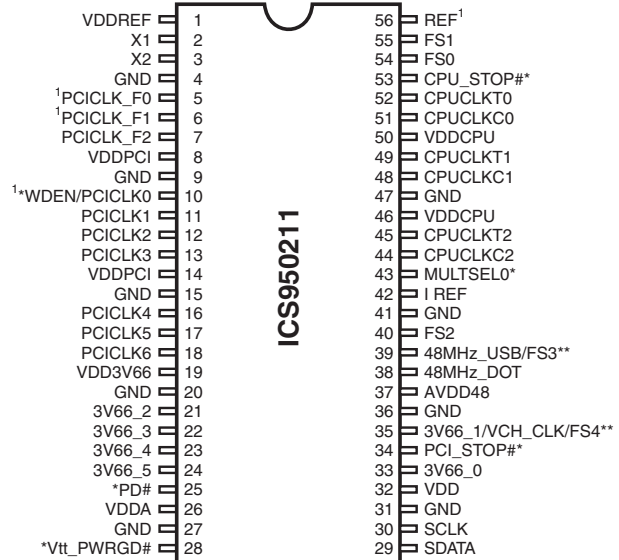 VDDREF 1 56 REF¹
X1 2 55 FS1
X2 3 54 FS0
GND 4 53 CPU_STOP#*
¹PCICLK_F0 5 52 CPUCLKT0
¹PCICLK_F1 6 51 CPUCLKC0
PCICLK_F2 7 50 VDDCPU
VDDPCI 8 49 CPUCLKT1
GND 9 48 CPUCLKC1
¹*WDEN/PCICLK0 10 47 GND
PCICLK1 11 46 VDDCPU
PCICLK2 12 45 CPUCLKT2
PCICLK3 13 44 CPUCLKC2
VDDPCI 14 43 MULTSEL0*
GND 15 42 I REF
PCICLK4 16 41 GND
PCICLK5 17 40 FS2
PCICLK6 18 39 48MHz_USB/FS3**
VDD3V66 19 38 48MHz_DOT
GND 20 37 AVDD48
3V66_2 21 36 GND
3V66_3 22 35 3V66_1/VCH_CLK/FS4**
3V66_4 23 34 PCI_STOP#*
3V66_5 24 33 3V66_0
*PD# 25 32 VDD
VDDA 26 31 GND
GND 27 30 SCLK
*Vtt_PWRGD# 28 29 SDATA
ICS950211